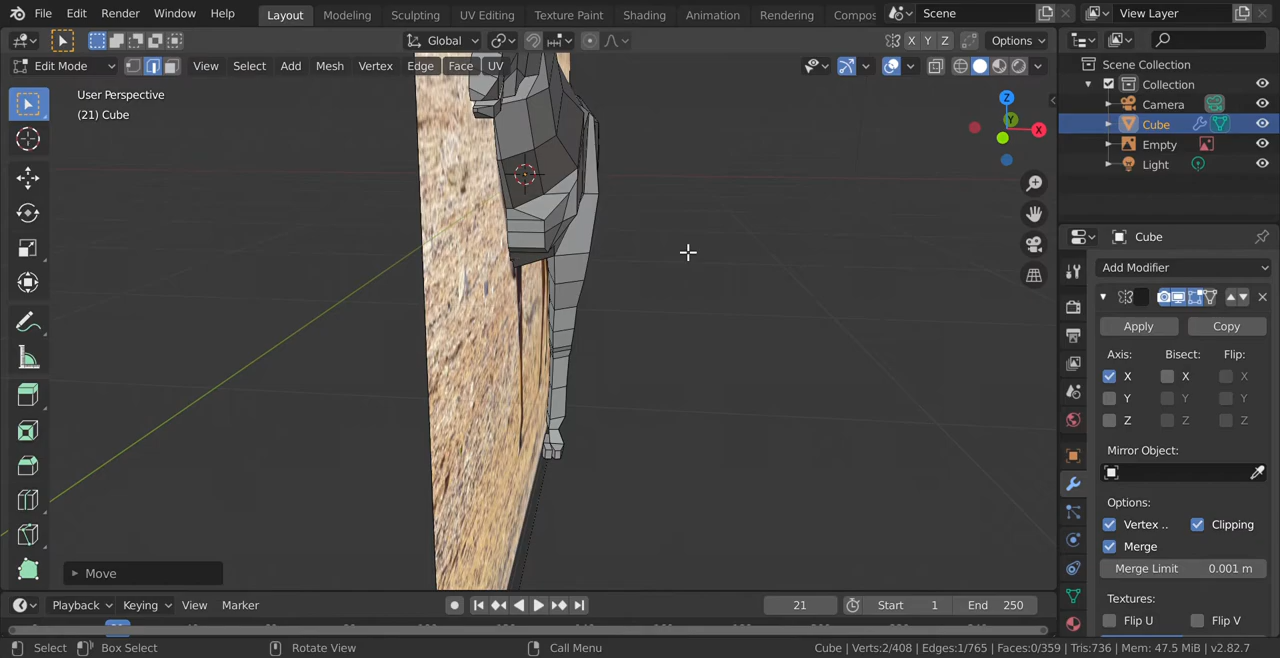 File Edit Render Window Help Layout Modeling Sculpting UV Editing Texture Paint Shading Animation Rendering Compos Scene View Layer
Global X Y Z Options
Edit Mode View Select Add Mesh Vertex Edge Face UV
User Perspective
(21) Cube
Z
Y
X
Move
Scene Collection
Collection
Camera
Cube
Empty
Light
Cube
Add Modifier
Apply Copy
Axis: Bisect: Flip:
X X X
Y Y Y
Z Z Z
Mirror Object:
Options:
Vertex .. Clipping
Merge
Merge Limit 0.001 m
Textures:
Flip U Flip V
Playback Keying View Marker 21 Start 1 End 250
Select Box Select Rotate View Call Menu Cube | Verts:2/408 | Edges:1/765 | Faces:0/359 | Tris:736 | Mem: 47.5 MiB | v2.82.7